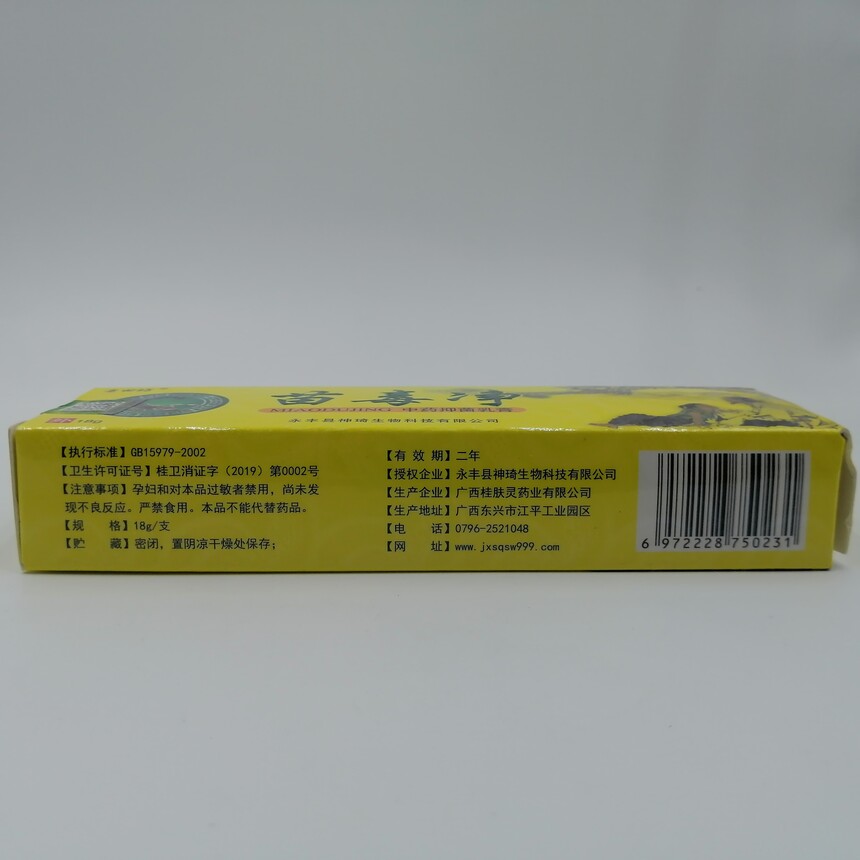 苗毒净
MIAODUJING 中药抑菌乳膏
永丰县神琦生物科技有限公司
18g
【执行标准】GB15979-2002
【卫生许可证号】桂卫消证字（2019）第0002号
【注意事项】孕妇和对本品过敏者禁用，尚未发
现不良反应。严禁食用。本品不能代替药品。
【规 格】18g/支
【贮 藏】密闭，置阴凉干燥处保存；
【有 效 期】二年
【授权企业】永丰县神琦生物科技有限公司
【生产企业】广西桂肤灵药业有限公司
【生产地址】广西东兴市江平工业园区
【电 话】0796-2521048
【网 址】www.jxsqsw999.com
6 972228 750231